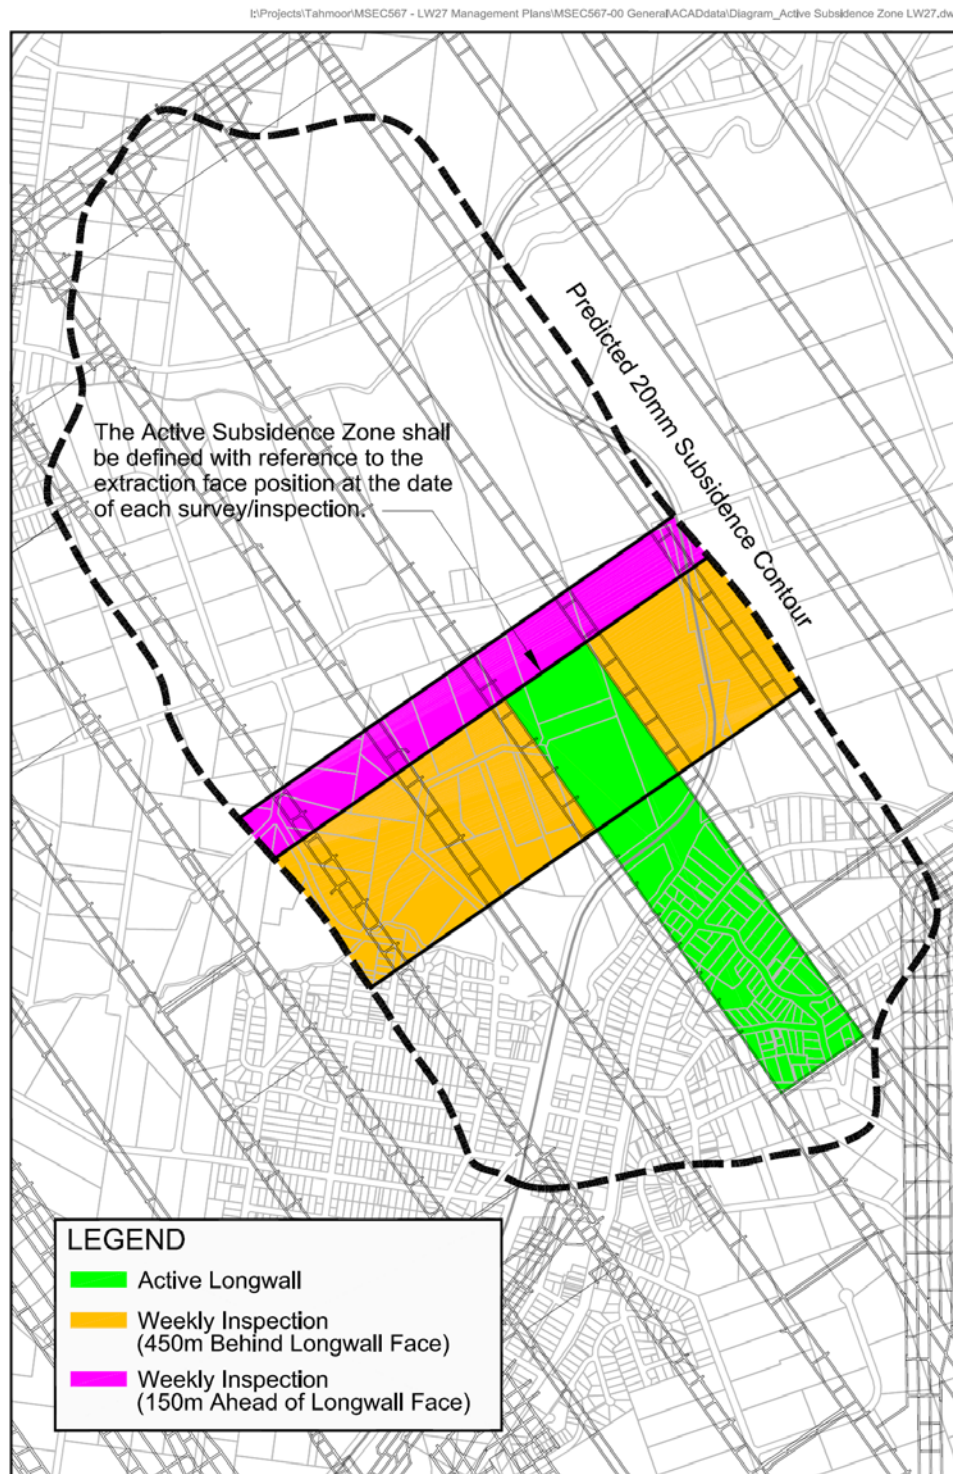 I:\Projects\Tahmoor\MSEC567 - LW27 Management Plans\MSEC567-00 General\ACADdata\Diagram_Active Subsidence Zone LW27.dw
Predicted 20mm Subsidence Contour
The Active Subsidence Zone shall
be defined with reference to the
extraction face position at the date
of each survey/inspection.
LEGEND
Active Longwall
Weekly Inspection
(450m Behind Longwall Face)
Weekly Inspection
(150m Ahead of Longwall Face)